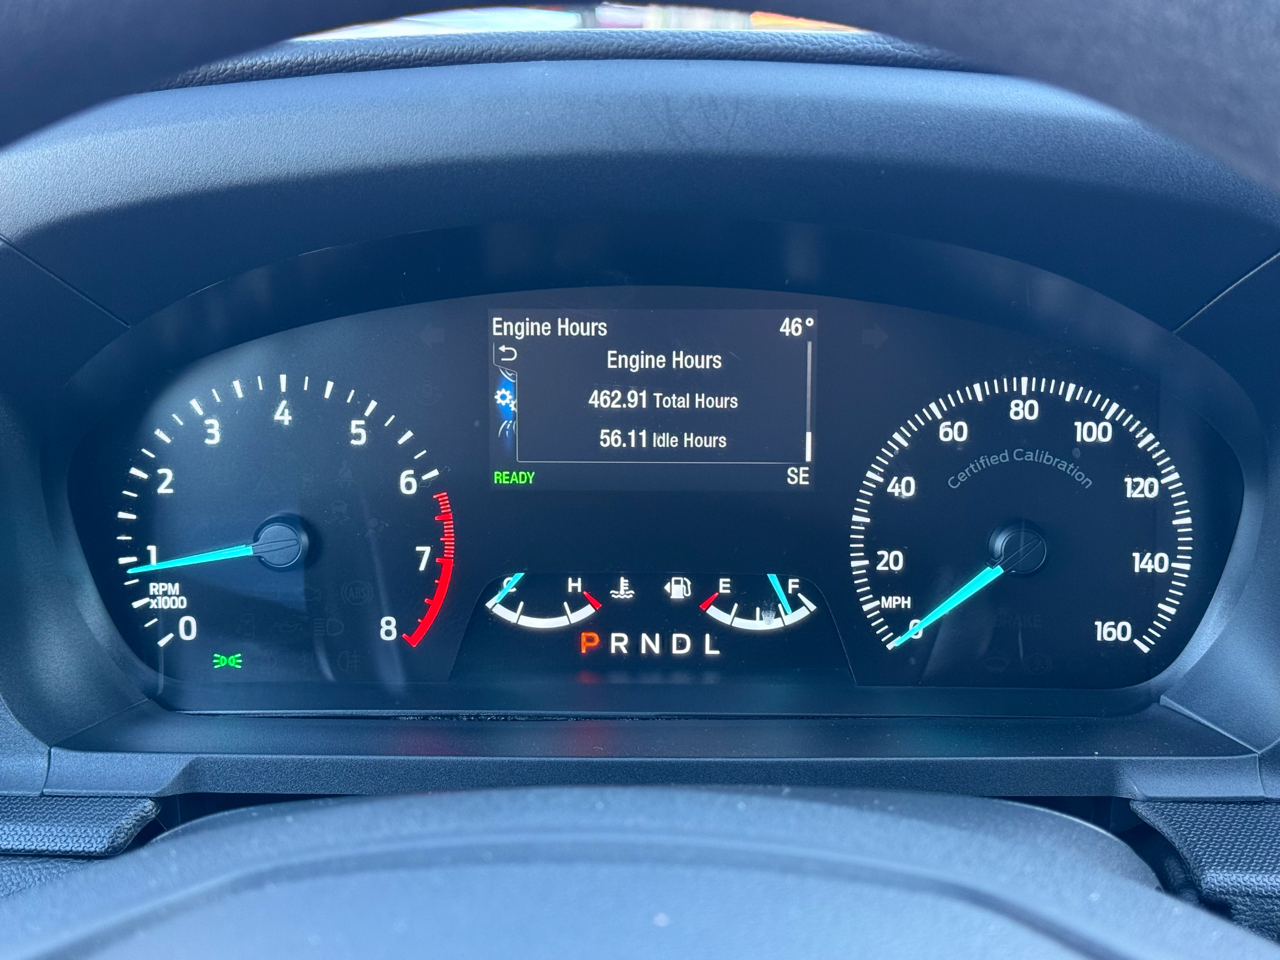 Engine Hours 46°
Engine Hours
462.91 Total Hours
56.11 Idle Hours
READY SE
0 1 2 3 4 5 6 7 8
RPM
x1000
C H E F
P R N D L
0 20 40 60 80 100 120 140 160
MPH
Certified Calibration
ABS
BRAKE